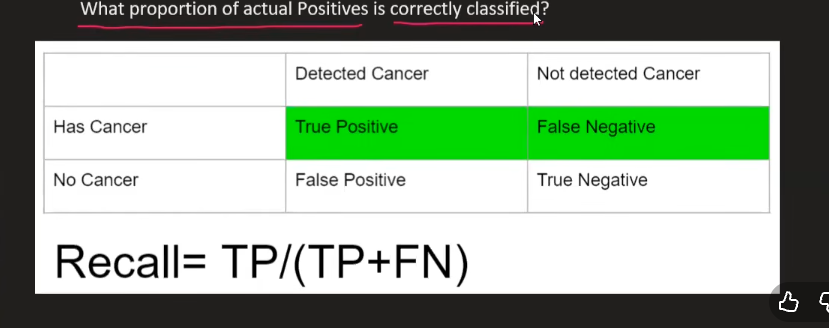 What proportion of actual Positives is correctly classified?
Detected Cancer Not detected Cancer
Has Cancer True Positive False Negative
No Cancer False Positive True Negative
Recall= TP/(TP+FN)